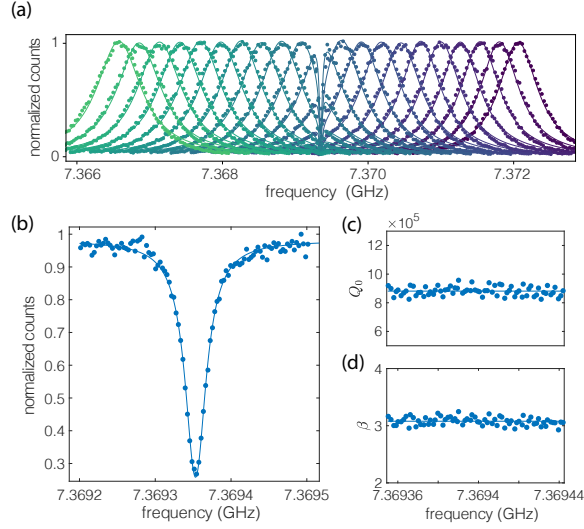 (a)
normalized counts
1
0
7.366
7.368
7.370
7.372
frequency (GHz)
(b)
normalized counts
1
0.9
0.8
0.7
0.6
0.5
0.4
0.3
7.3692
7.3693
7.3694
7.3695
frequency (GHz)
(c)
×10⁵
Q₀
12
10
8
6
(d)
β
4
3
2
7.36936
7.3694
7.36944
frequency (GHz)